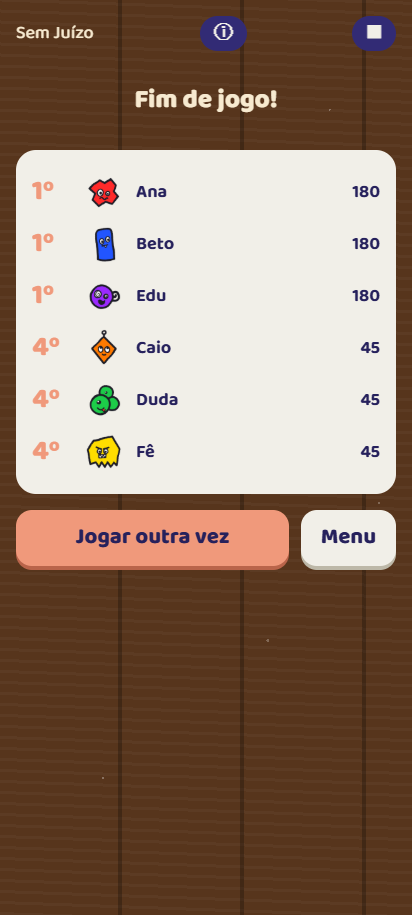 Sem Juízo
Fim de jogo!
1º Ana 180
1º Beto 180
1º Edu 180
4º Caio 45
4º Duda 45
4º Fê 45
Jogar outra vez
Menu